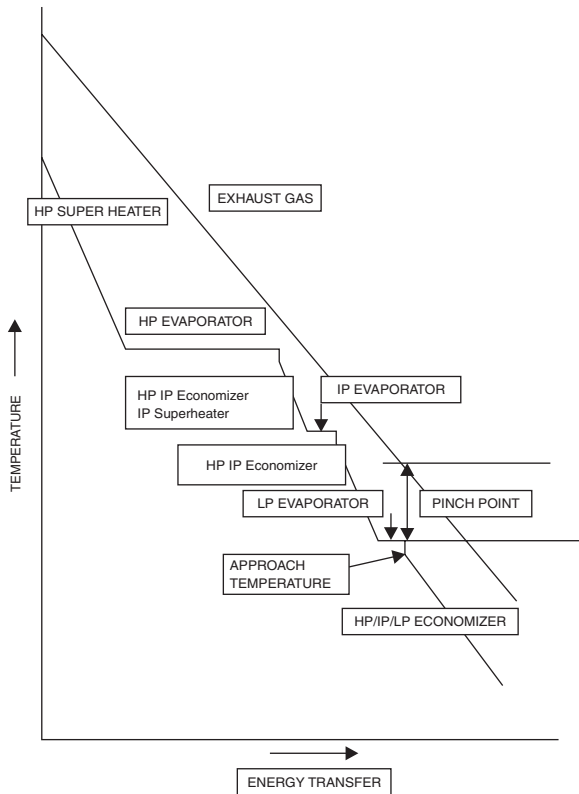 HP SUPER HEATER
EXHAUST GAS
HP EVAPORATOR
HP IP Economizer
IP Superheater
IP EVAPORATOR
HP IP Economizer
LP EVAPORATOR
PINCH POINT
APPROACH
TEMPERATURE
HP/IP/LP ECONOMIZER
TEMPERATURE
ENERGY TRANSFER